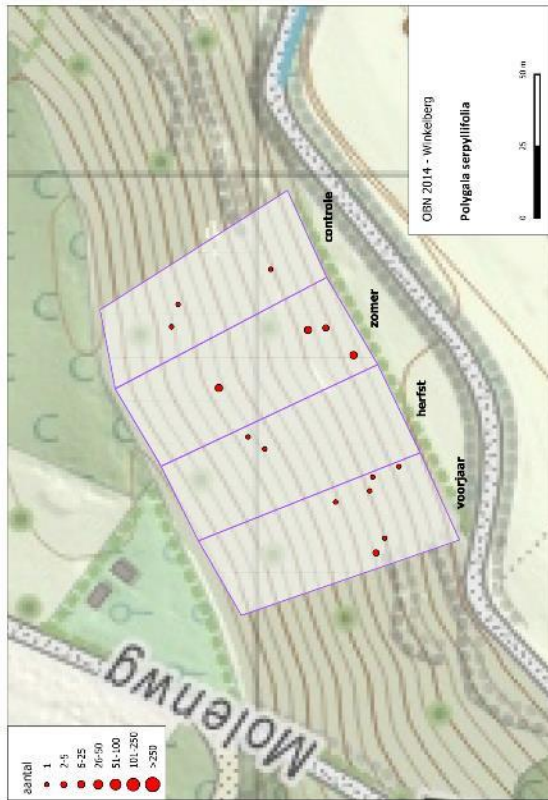 Molenwg
controle
zomer
herfst
voorjaar
aantal
1
2-5
6-25
26-50
51-100
101-250
>250
OBN 2014 - Winkelberg
Polygala serpyllifolia
0 25 50 m